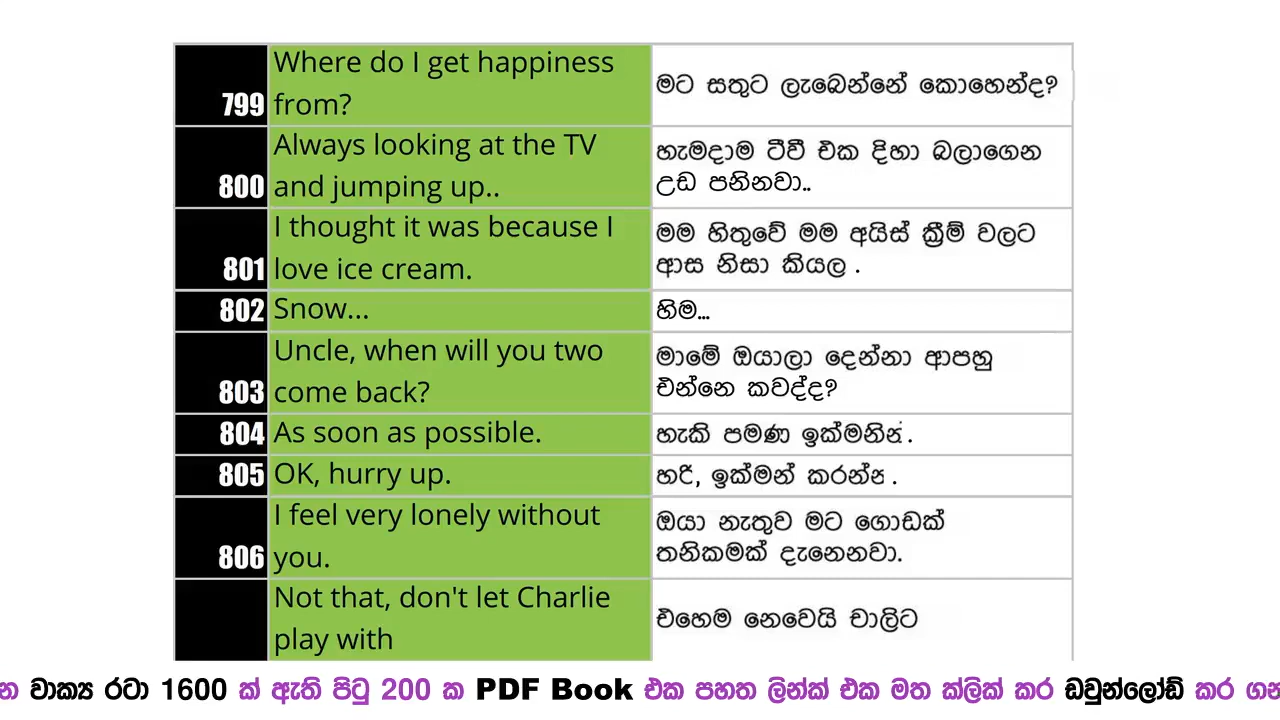 Where do I get happiness
799 from?
මට සතුට ලැබෙන්නේ කොහෙන්ද?
Always looking at the TV
800 and jumping up..
හැමදාම ටීවී එක දිහා බලාගෙන
උඩ පනිනවා..
I thought it was because I
801 love ice cream.
මම හිතුවේ මම අයිස් ක්‍රීම් වලට
ආස නිසා කියල .
802 Snow...
හිම...
Uncle, when will you two
803 come back?
මාමේ ඔයාලා දෙන්නා ආපහු
එන්නෙ කවද්ද?
804 As soon as possible.
හැකි පමණ ඉක්මනින් .
805 OK, hurry up.
හරි, ඉක්මන් කරන්න .
I feel very lonely without
806 you.
ඔයා නැතුව මට ගොඩක්
තනිකමක් දැනෙනවා.
Not that, don't let Charlie
play with
එහෙම නෙවෙයි චාලිට
වාක්‍ය රටා 1600 ක් ඇති පිටු 200 ක PDF Book එක පහත ලින්ක් එක මත ක්ලික් කර ඩවුන්ලෝඩ් කර